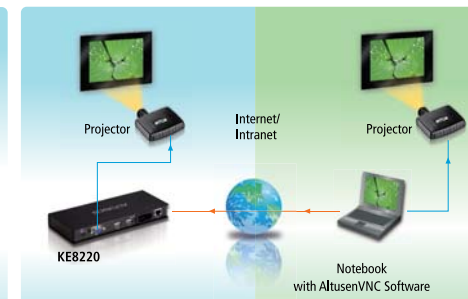 Projector
Internet/
Intranet
Projector
KE8220
Notebook
with AltusenVNC Software